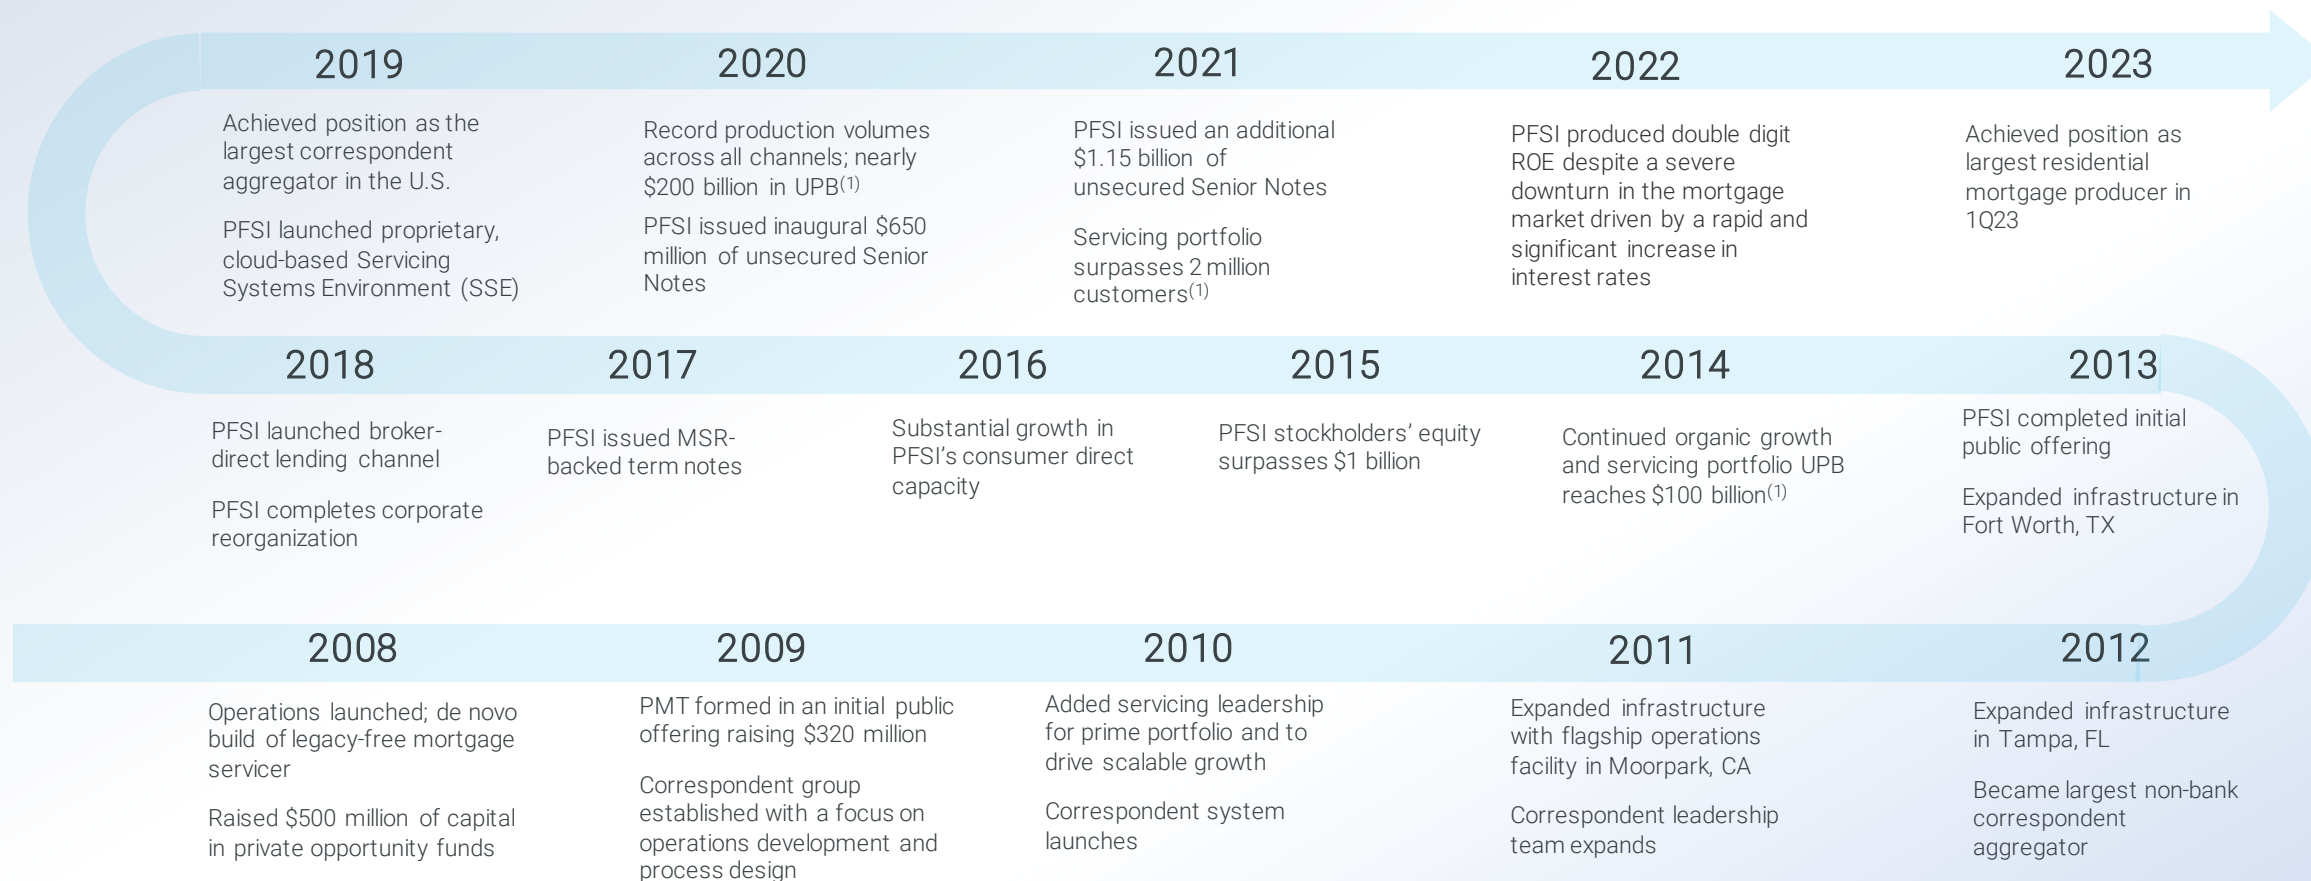 2019
Achieved position as the
largest correspondent
aggregator in the U.S.
PFSI launched proprietary,
cloud-based Servicing
Systems Environment (SSE)
2020
Record production volumes
across all channels; nearly
$200 billion in UPB(1)
PFSI issued inaugural $650
million of unsecured Senior
Notes
2021
PFSI issued an additional
$1.15 billion of
unsecured Senior Notes
Servicing portfolio
surpasses 2 million
customers(1)
2022
PFSI produced double digit
ROE despite a severe
downturn in the mortgage
market driven by a rapid and
significant increase in
interest rates
2023
Achieved position as
largest residential
mortgage producer in
1Q23
2018
PFSI launched broker-
direct lending channel
PFSI completes corporate
reorganization
2017
PFSI issued MSR-
backed term notes
2016
Substantial growth in
PFSI’s consumer direct
capacity
2015
PFSI stockholders’ equity
surpasses $1 billion
2014
Continued organic growth
and servicing portfolio UPB
reaches $100 billion(1)
2013
PFSI completed initial
public offering
Expanded infrastructure in
Fort Worth, TX
2008
Operations launched; de novo
build of legacy-free mortgage
servicer
Raised $500 million of capital
in private opportunity funds
2009
PMT formed in an initial public
offering raising $320 million
Correspondent group
established with a focus on
operations development and
process design
2010
Added servicing leadership
for prime portfolio and to
drive scalable growth
Correspondent system
launches
2011
Expanded infrastructure
with flagship operations
facility in Moorpark, CA
Correspondent leadership
team expands
2012
Expanded infrastructure
in Tampa, FL
Became largest non-bank
correspondent
aggregator